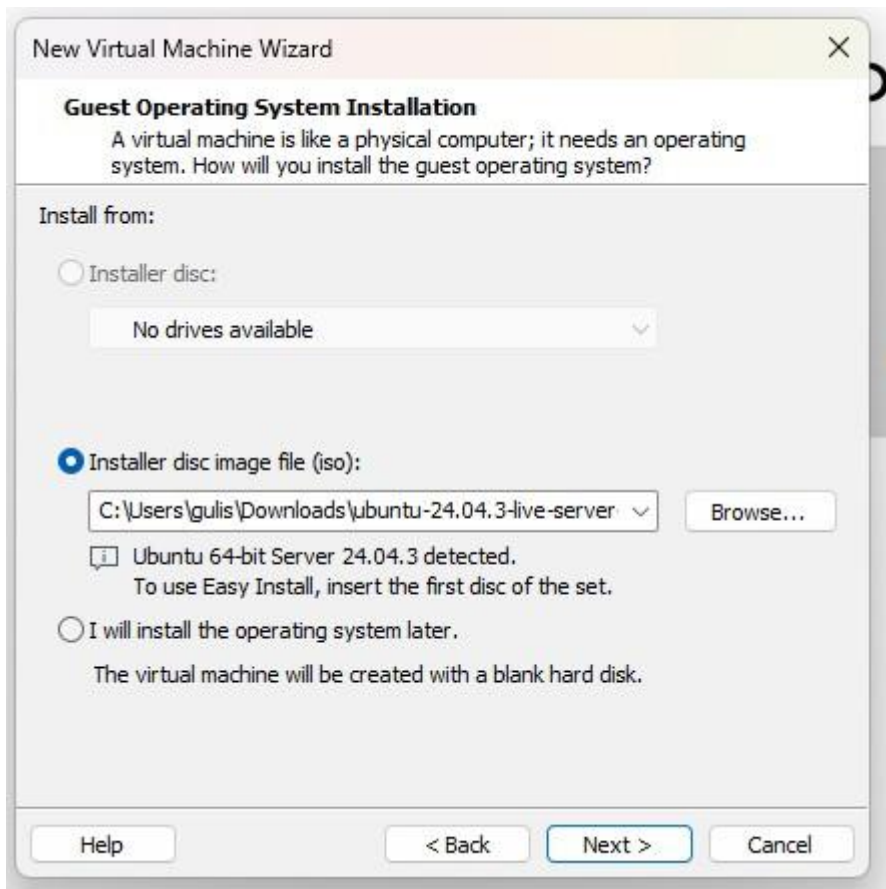 New Virtual Machine Wizard
Guest Operating System Installation
A virtual machine is like a physical computer; it needs an operating
system. How will you install the guest operating system?
Install from:
Installer disc:
No drives available
Installer disc image file (iso):
C:\Users\gulis\Downloads\ubuntu-24.04.3-live-server
Browse...
Ubuntu 64-bit Server 24.04.3 detected.
To use Easy Install, insert the first disc of the set.
I will install the operating system later.
The virtual machine will be created with a blank hard disk.
Help
< Back
Next >
Cancel